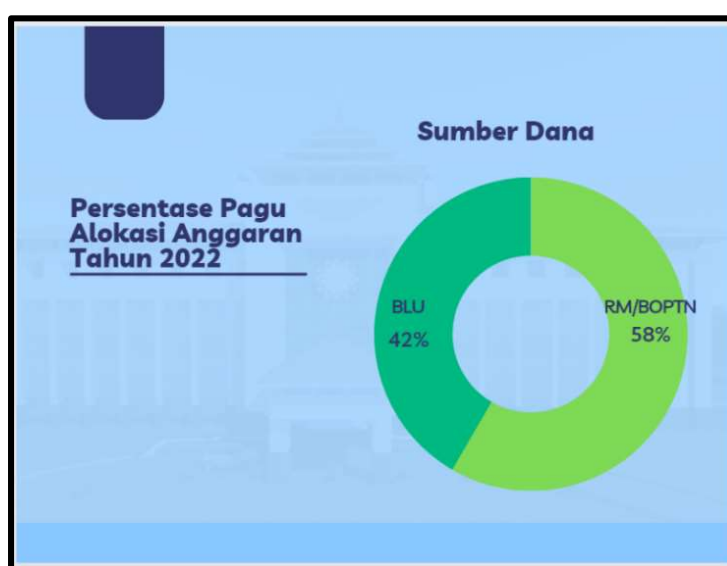 Sumber Dana
Persentase Pagu
Alokasi Anggaran
Tahun 2022
BLU
42%
RM/BOPTN
58%